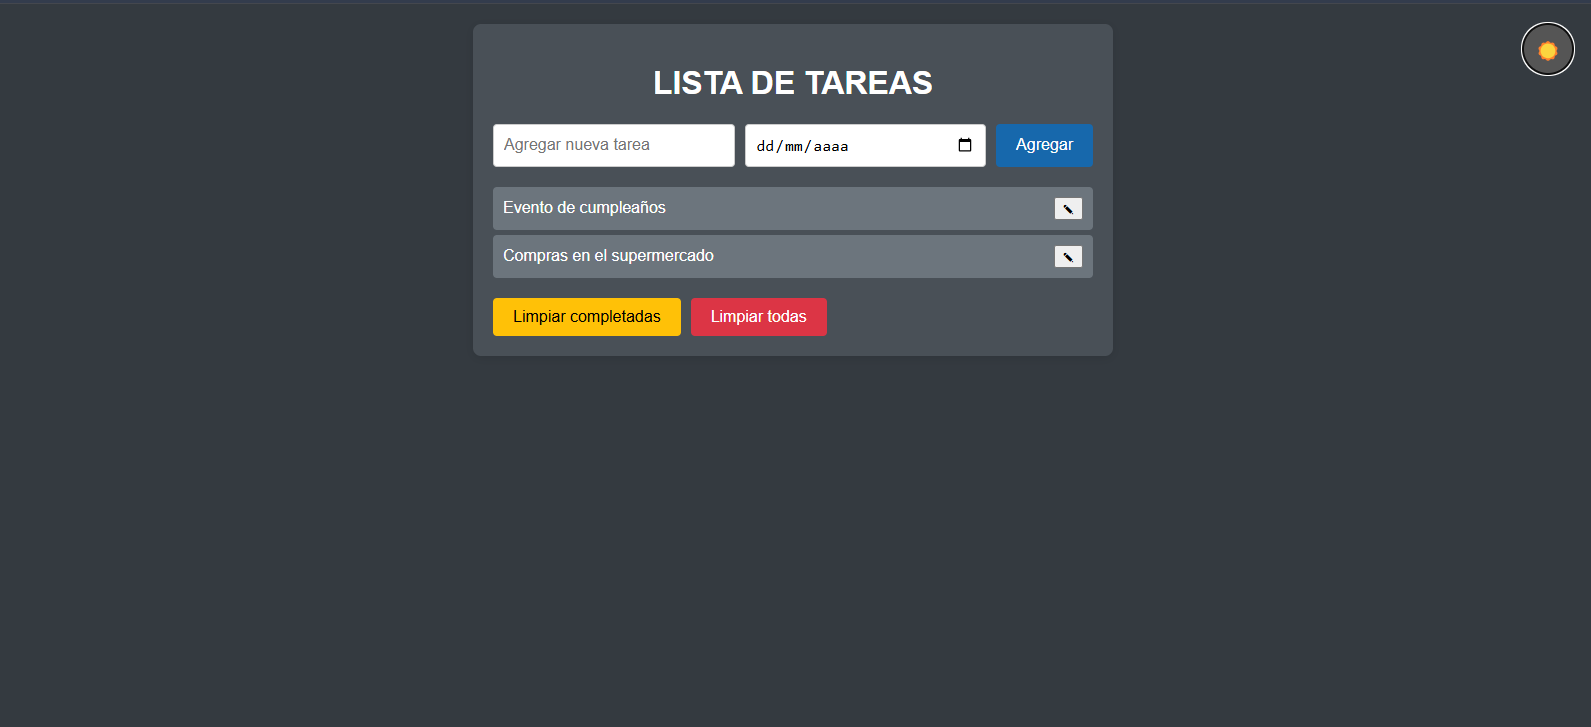 LISTA DE TAREAS
Agregar nueva tarea
dd/mm/aaaa
Agregar
Evento de cumpleaños
Compras en el supermercado
Limpiar completadas
Limpiar todas